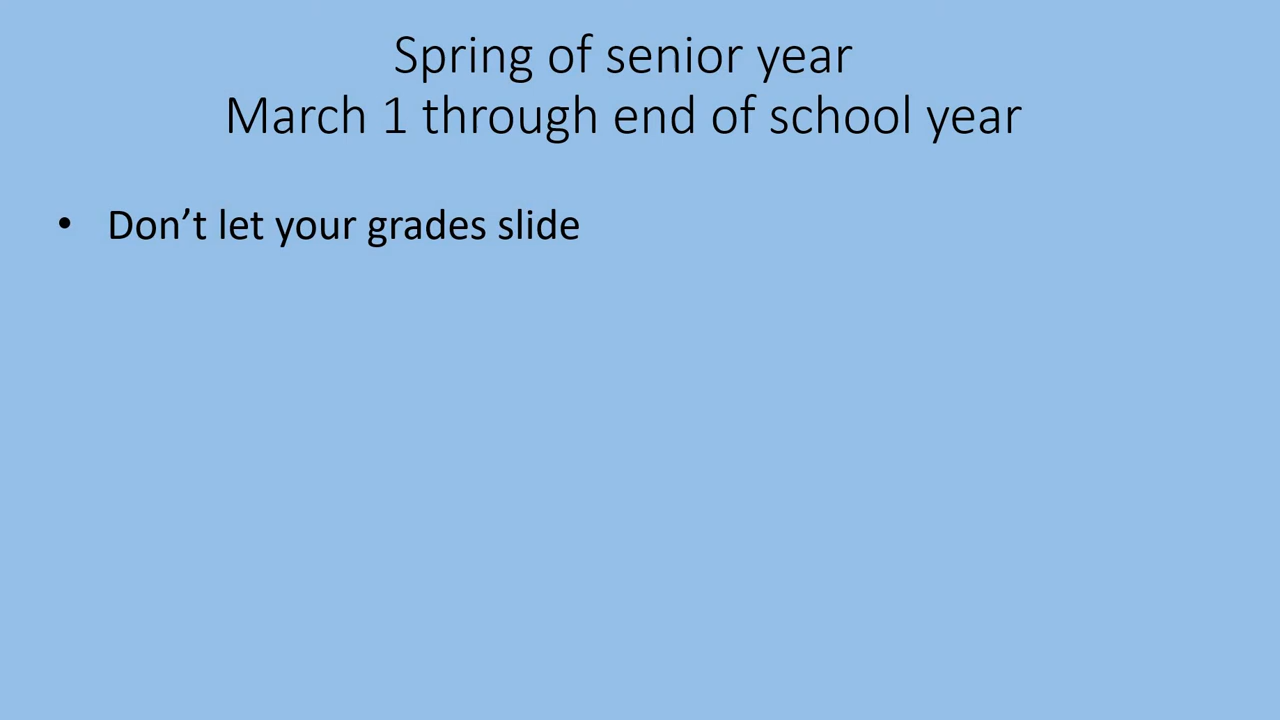 Spring of senior year
March 1 through end of school year
• Don’t let your grades slide